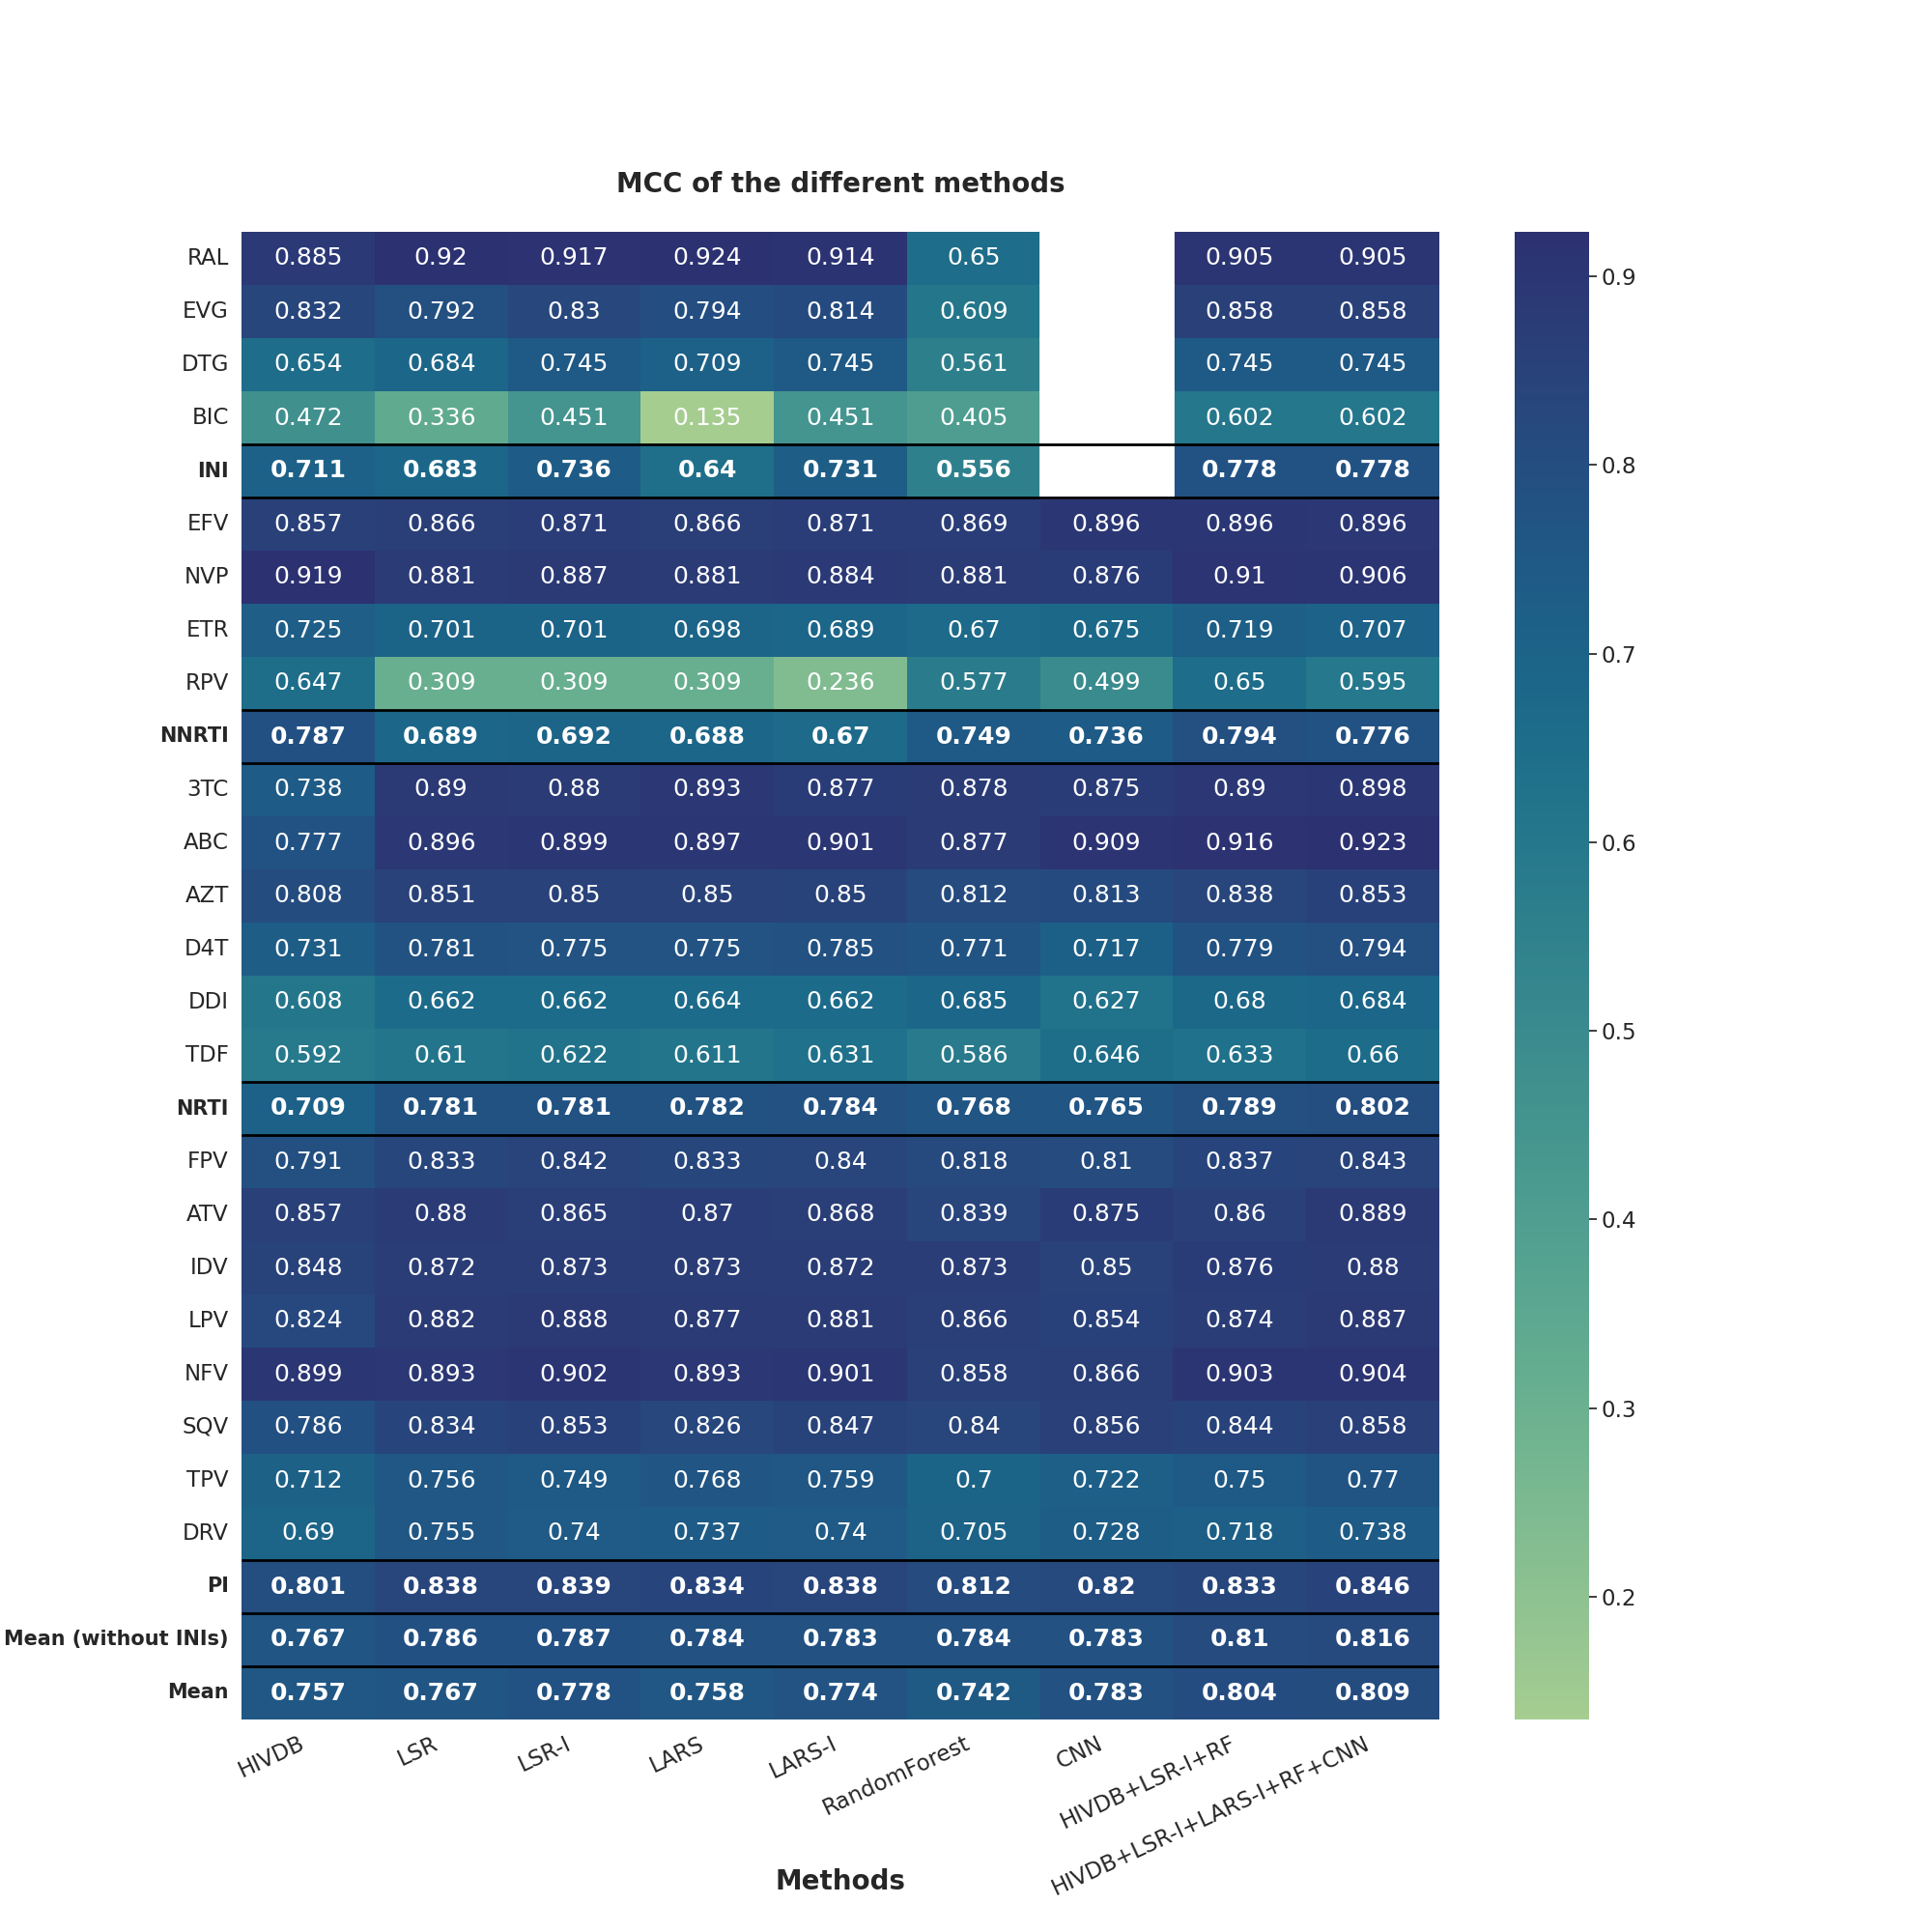 MCC of the different methods
RAL 0.885 0.92 0.917 0.924 0.914 0.65 0.905 0.905
EVG 0.832 0.792 0.83 0.794 0.814 0.609 0.858 0.858
DTG 0.654 0.684 0.745 0.709 0.745 0.561 0.745 0.745
BIC 0.472 0.336 0.451 0.135 0.451 0.405 0.602 0.602
INI 0.711 0.683 0.736 0.64 0.731 0.556 0.778 0.778
EFV 0.857 0.866 0.871 0.866 0.871 0.869 0.896 0.896 0.896
NVP 0.919 0.881 0.887 0.881 0.884 0.881 0.876 0.91 0.906
ETR 0.725 0.701 0.701 0.698 0.689 0.67 0.675 0.719 0.707
RPV 0.647 0.309 0.309 0.309 0.236 0.577 0.499 0.65 0.595
NNRTI 0.787 0.689 0.692 0.688 0.67 0.749 0.736 0.794 0.776
3TC 0.738 0.89 0.88 0.893 0.877 0.878 0.875 0.89 0.898
ABC 0.777 0.896 0.899 0.897 0.901 0.877 0.909 0.916 0.923
AZT 0.808 0.851 0.85 0.85 0.85 0.812 0.813 0.838 0.853
D4T 0.731 0.781 0.775 0.775 0.785 0.771 0.717 0.779 0.794
DDI 0.608 0.662 0.662 0.664 0.662 0.685 0.627 0.68 0.684
TDF 0.592 0.61 0.622 0.611 0.631 0.586 0.646 0.633 0.66
NRTI 0.709 0.781 0.781 0.782 0.784 0.768 0.765 0.789 0.802
FPV 0.791 0.833 0.842 0.833 0.84 0.818 0.81 0.837 0.843
ATV 0.857 0.88 0.865 0.87 0.868 0.839 0.875 0.86 0.889
IDV 0.848 0.872 0.873 0.873 0.872 0.873 0.85 0.876 0.88
LPV 0.824 0.882 0.888 0.877 0.881 0.866 0.854 0.874 0.887
NFV 0.899 0.893 0.902 0.893 0.901 0.858 0.866 0.903 0.904
SQV 0.786 0.834 0.853 0.826 0.847 0.84 0.856 0.844 0.858
TPV 0.712 0.756 0.749 0.768 0.759 0.7 0.722 0.75 0.77
DRV 0.69 0.755 0.74 0.737 0.74 0.705 0.728 0.718 0.738
PI 0.801 0.838 0.839 0.834 0.838 0.812 0.82 0.833 0.846
Mean (without INIs) 0.767 0.786 0.787 0.784 0.783 0.784 0.783 0.81 0.816
Mean 0.757 0.767 0.778 0.758 0.774 0.742 0.783 0.804 0.809
HIVDB
LSR
LSR-I
LARS
LARS-I
RandomForest
CNN
HIVDB+LSR-I+RF
HIVDB+LSR-I+LARS-I+RF+CNN
Methods
0.9
0.8
0.7
0.6
0.5
0.4
0.3
0.2